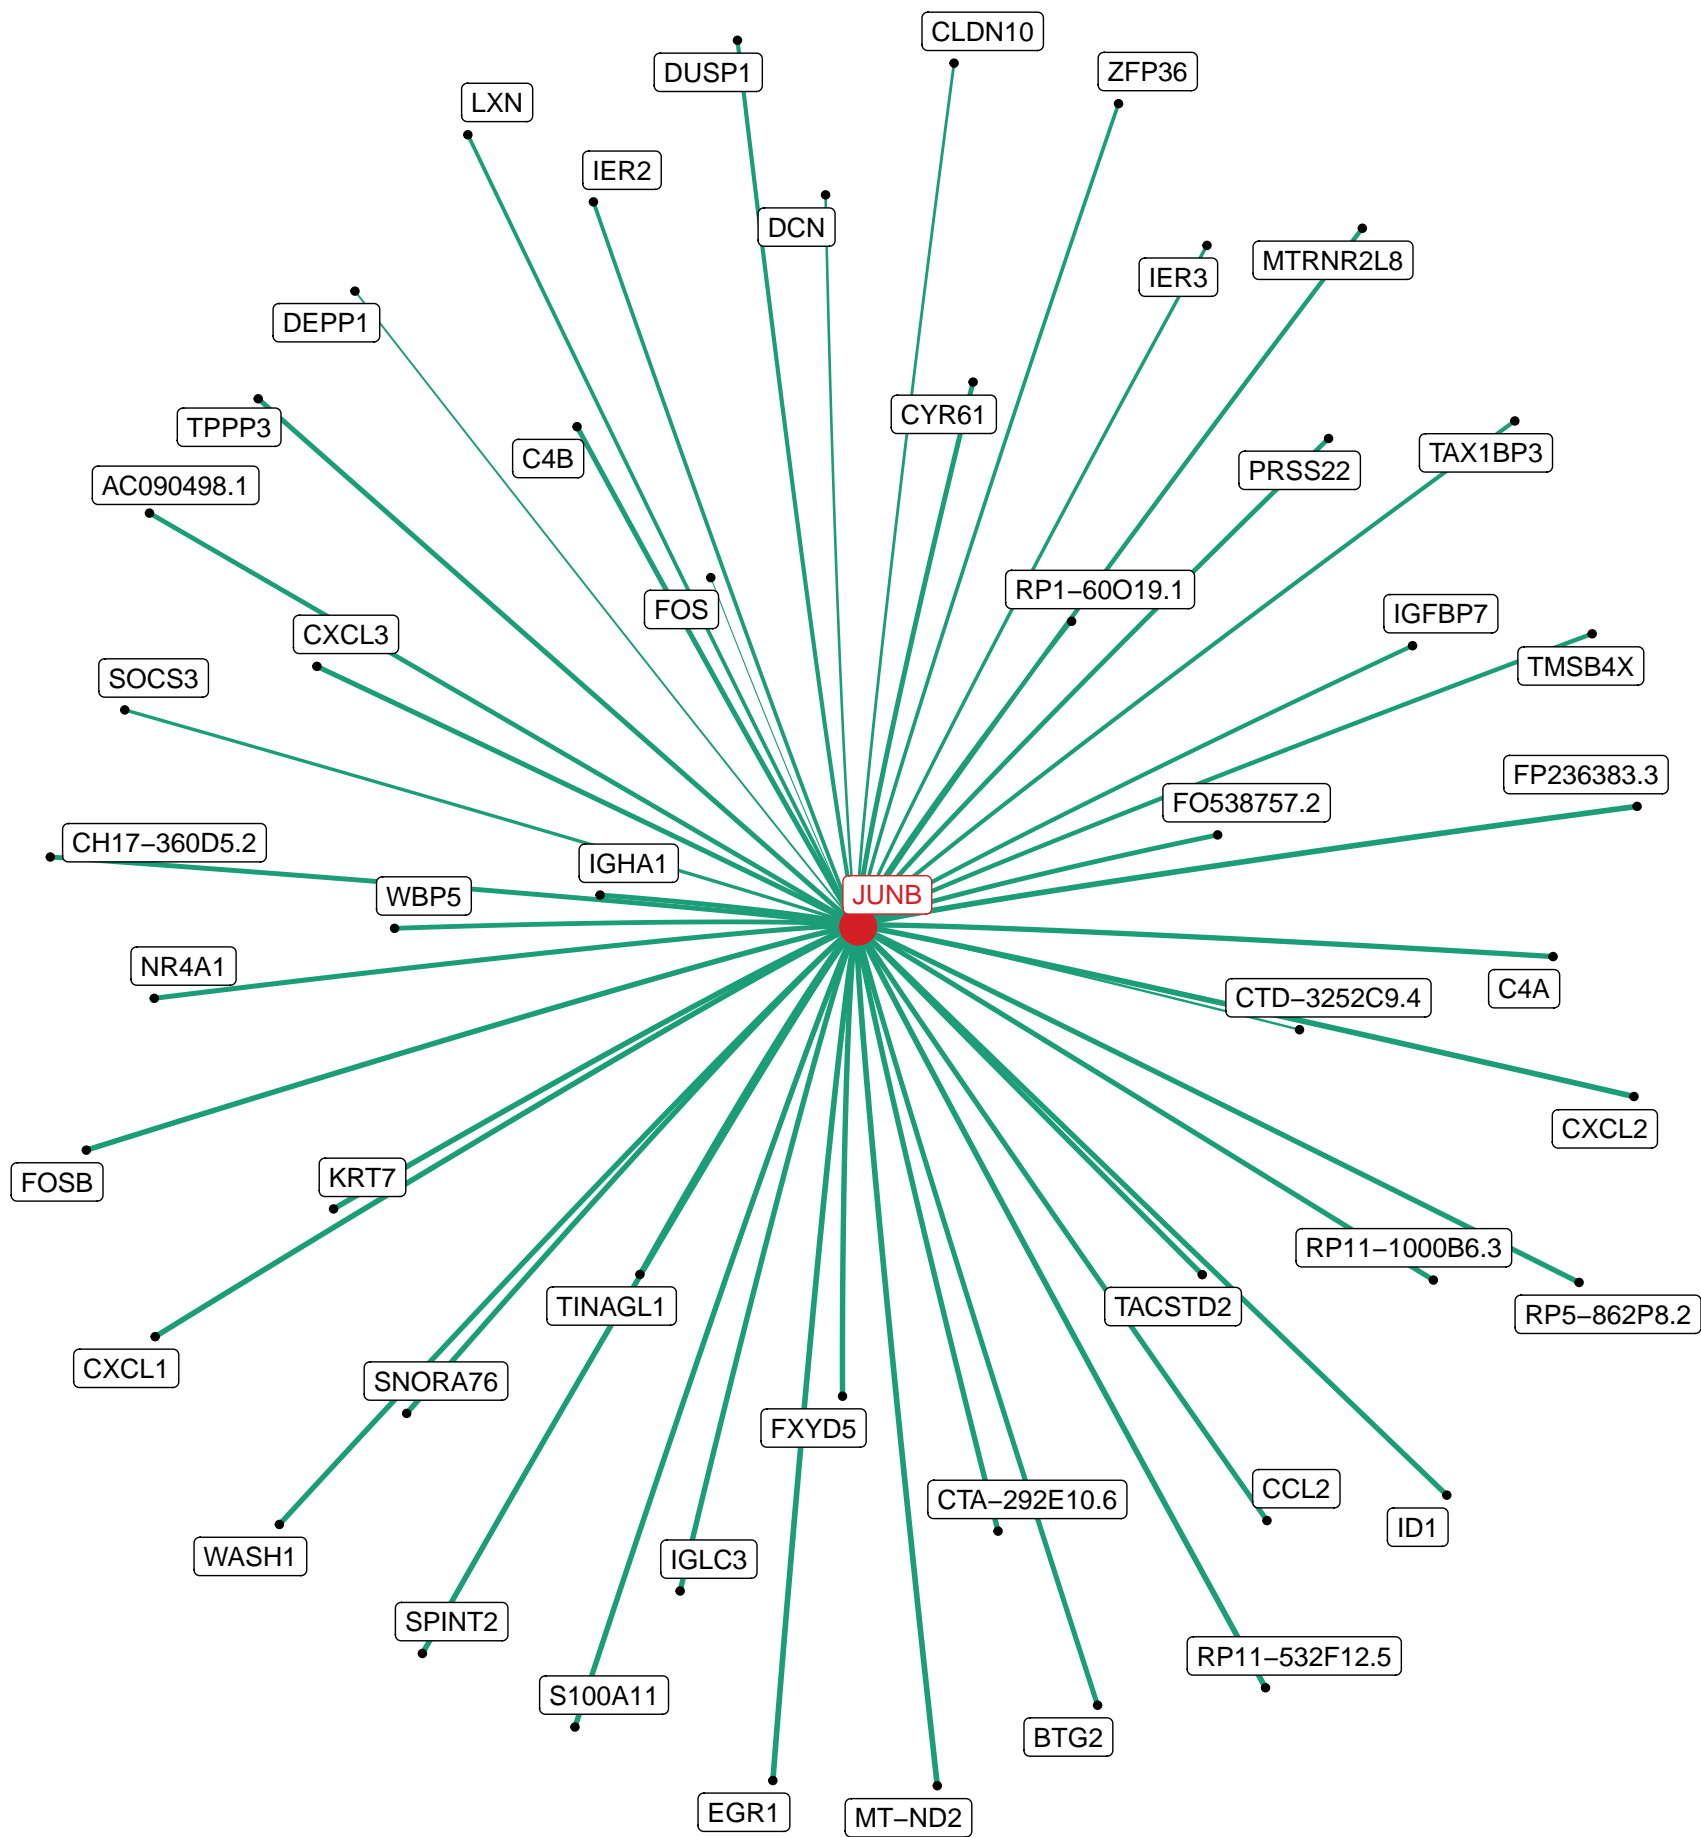 CLDN10
DUSP1
ZFP36
LXN
IER2
DCN
MTRNR2L8
IER3
DEPP1
CYR61
TPPP3
TAX1BP3
C4B
PRSS22
AC090498.1
RP1−60O19.1
FOS
IGFBP7
CXCL3
TMSB4X
SOCS3
FP236383.3
FO538757.2
CH17−360D5.2
IGHA1
JUNB
WBP5
NR4A1
C4A
CTD−3252C9.4
CXCL2
KRT7
FOSB
RP11−1000B6.3
TINAGL1
TACSTD2
RP5−862P8.2
CXCL1
SNORA76
FXYD5
CCL2
CTA−292E10.6
ID1
WASH1
IGLC3
SPINT2
RP11−532F12.5
S100A11
BTG2
EGR1
MT−ND2